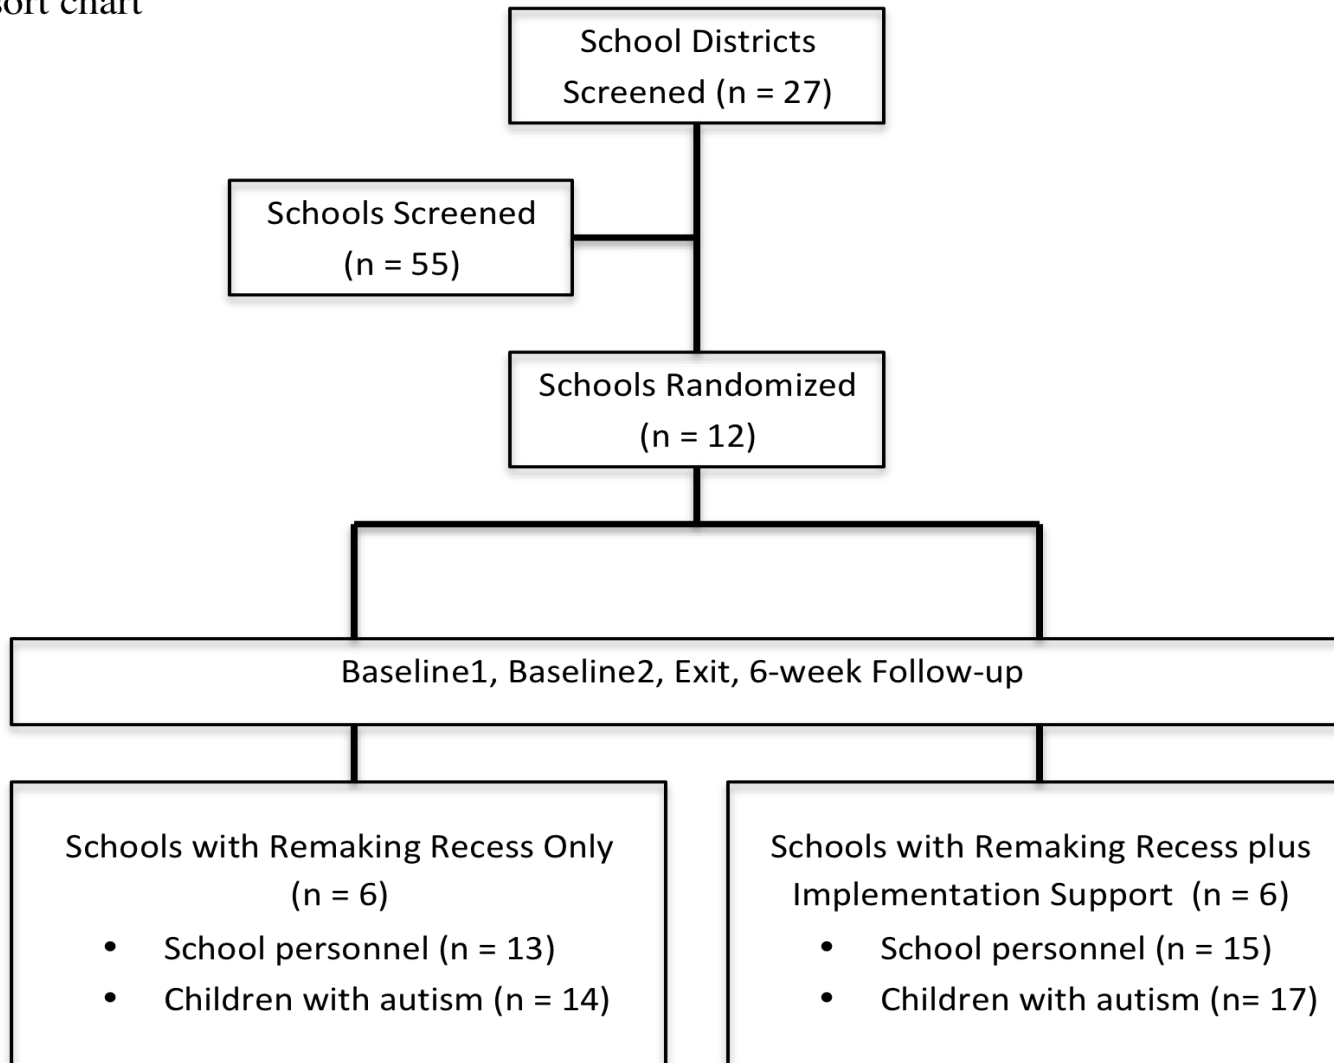 chart
School Districts
Screened (n = 27)
Schools Screened
(n = 55)
Schools Randomized
(n = 12)
Baseline1, Baseline2, Exit, 6-week Follow-up
Schools with Remaking Recess Only
(n = 6)
• School personnel (n = 13)
• Children with autism (n = 14)
Schools with Remaking Recess plus
Implementation Support (n = 6)
• School personnel (n = 15)
• Children with autism (n= 17)